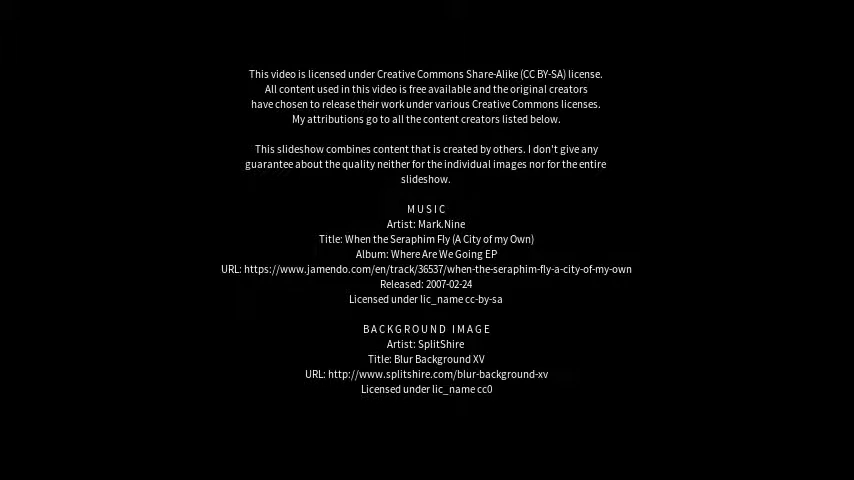 This video is licensed under Creative Commons Share-Alike (CC BY-SA) license.
All content used in this video is free available and the original creators
have chosen to release their work under various Creative Commons licenses.
My attributions go to all the content creators listed below.
This slideshow combines content that is created by others. I don't give any
guarantee about the quality neither for the individual images nor for the entire
slideshow.
MUSIC
Artist: Mark.Nine
Title: When the Seraphim Fly (A City of my Own)
Album: Where Are We Going EP
URL: https://www.jamendo.com/en/track/36537/when-the-seraphim-fly-a-city-of-my-own
Released: 2007-02-24
Licensed under lic_name cc-by-sa
BACKGROUND IMAGE
Artist: SplitShire
Title: Blur Background XV
URL: http://www.splitshire.com/blur-background-xv
Licensed under lic_name cc0